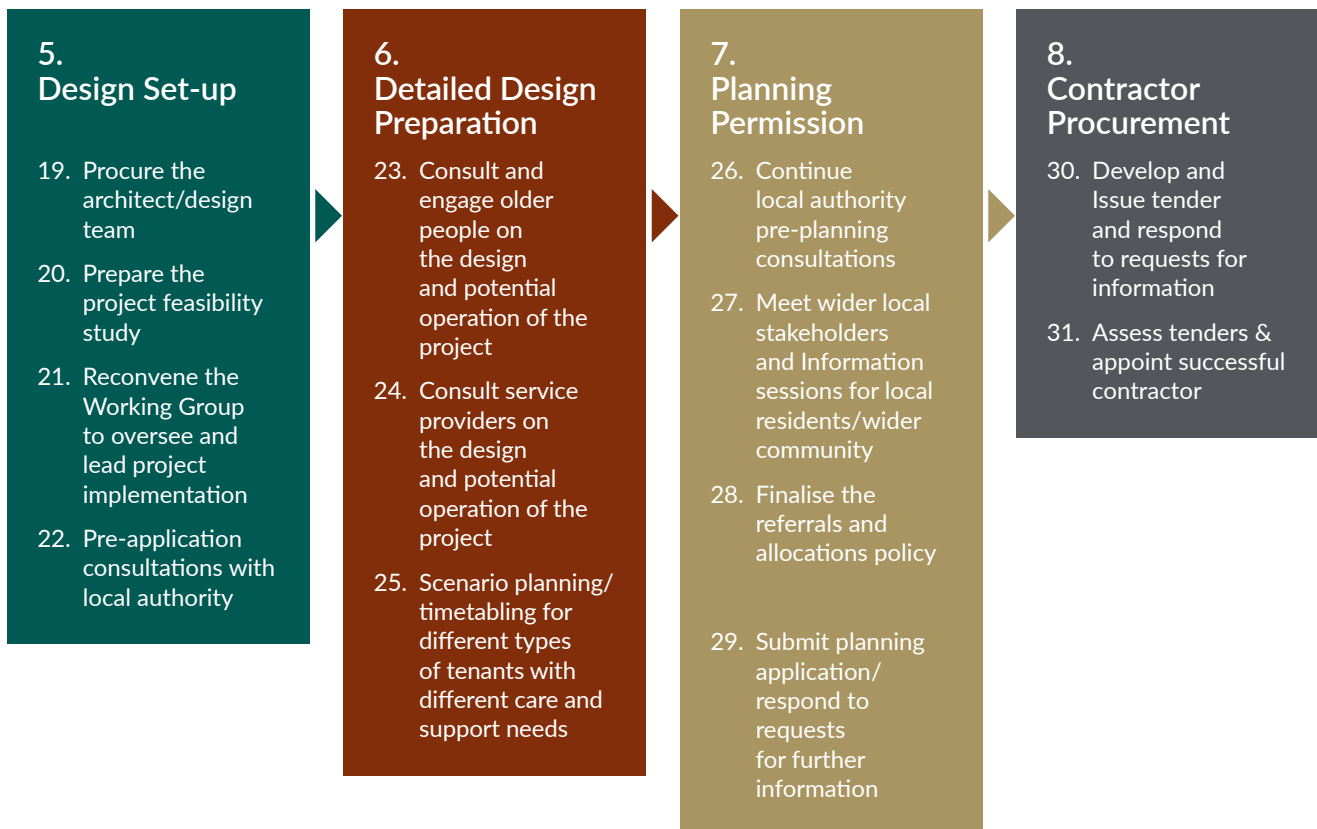 5.
Design Set-up
19. Procure the
architect/design
team
20. Prepare the
project feasibility
study
21. Reconvene the
Working Group
to oversee and
lead project
implementation
22. Pre-application
consultations with
local authority
6.
Detailed Design
Preparation
23. Consult and
engage older
people on
the design
and potential
operation of the
project
24. Consult service
providers on
the design
and potential
operation of the
project
25. Scenario planning/
timetabling for
different types
of tenants with
different care and
support needs
7.
Planning
Permission
26. Continue
local authority
pre-planning
consultations
27. Meet wider local
stakeholders
and Information
sessions for local
residents/wider
community
28. Finalise the
referrals and
allocations policy
29. Submit planning
application/
respond to
requests
for further
information
8.
Contractor
Procurement
30. Develop and
Issue tender
and respond
to requests for
information
31. Assess tenders &
appoint successful
contractor